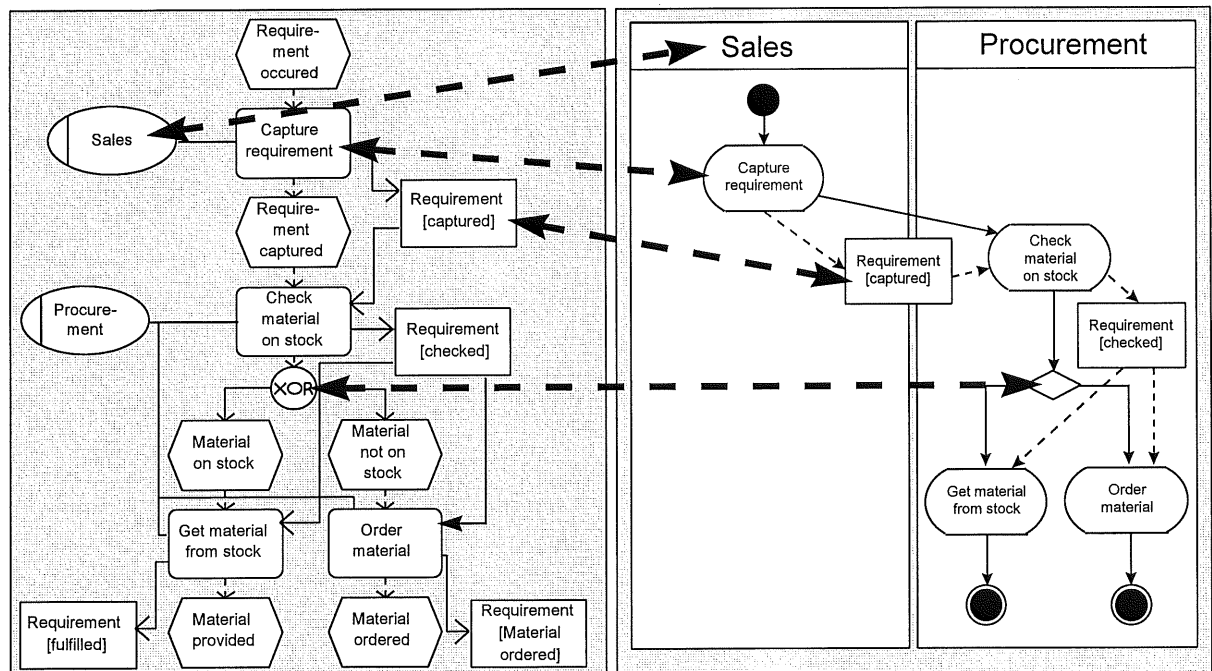 Require-
ment
occured
Sales
Capture
requirement
Requirement
[captured]
Require-
ment
captured
Procure-
ment
Check
material
on stock
Requirement
[checked]
XOR
Material
on stock
Material
not on
stock
Get material
from stock
Order
material
Requirement
[fulfilled]
Material
provided
Material
ordered
Requirement
[Material
ordered]
Sales
Procurement
Capture
requirement
Check
material
on stock
Requirement
[captured]
Requirement
[checked]
Get material
from stock
Order
material